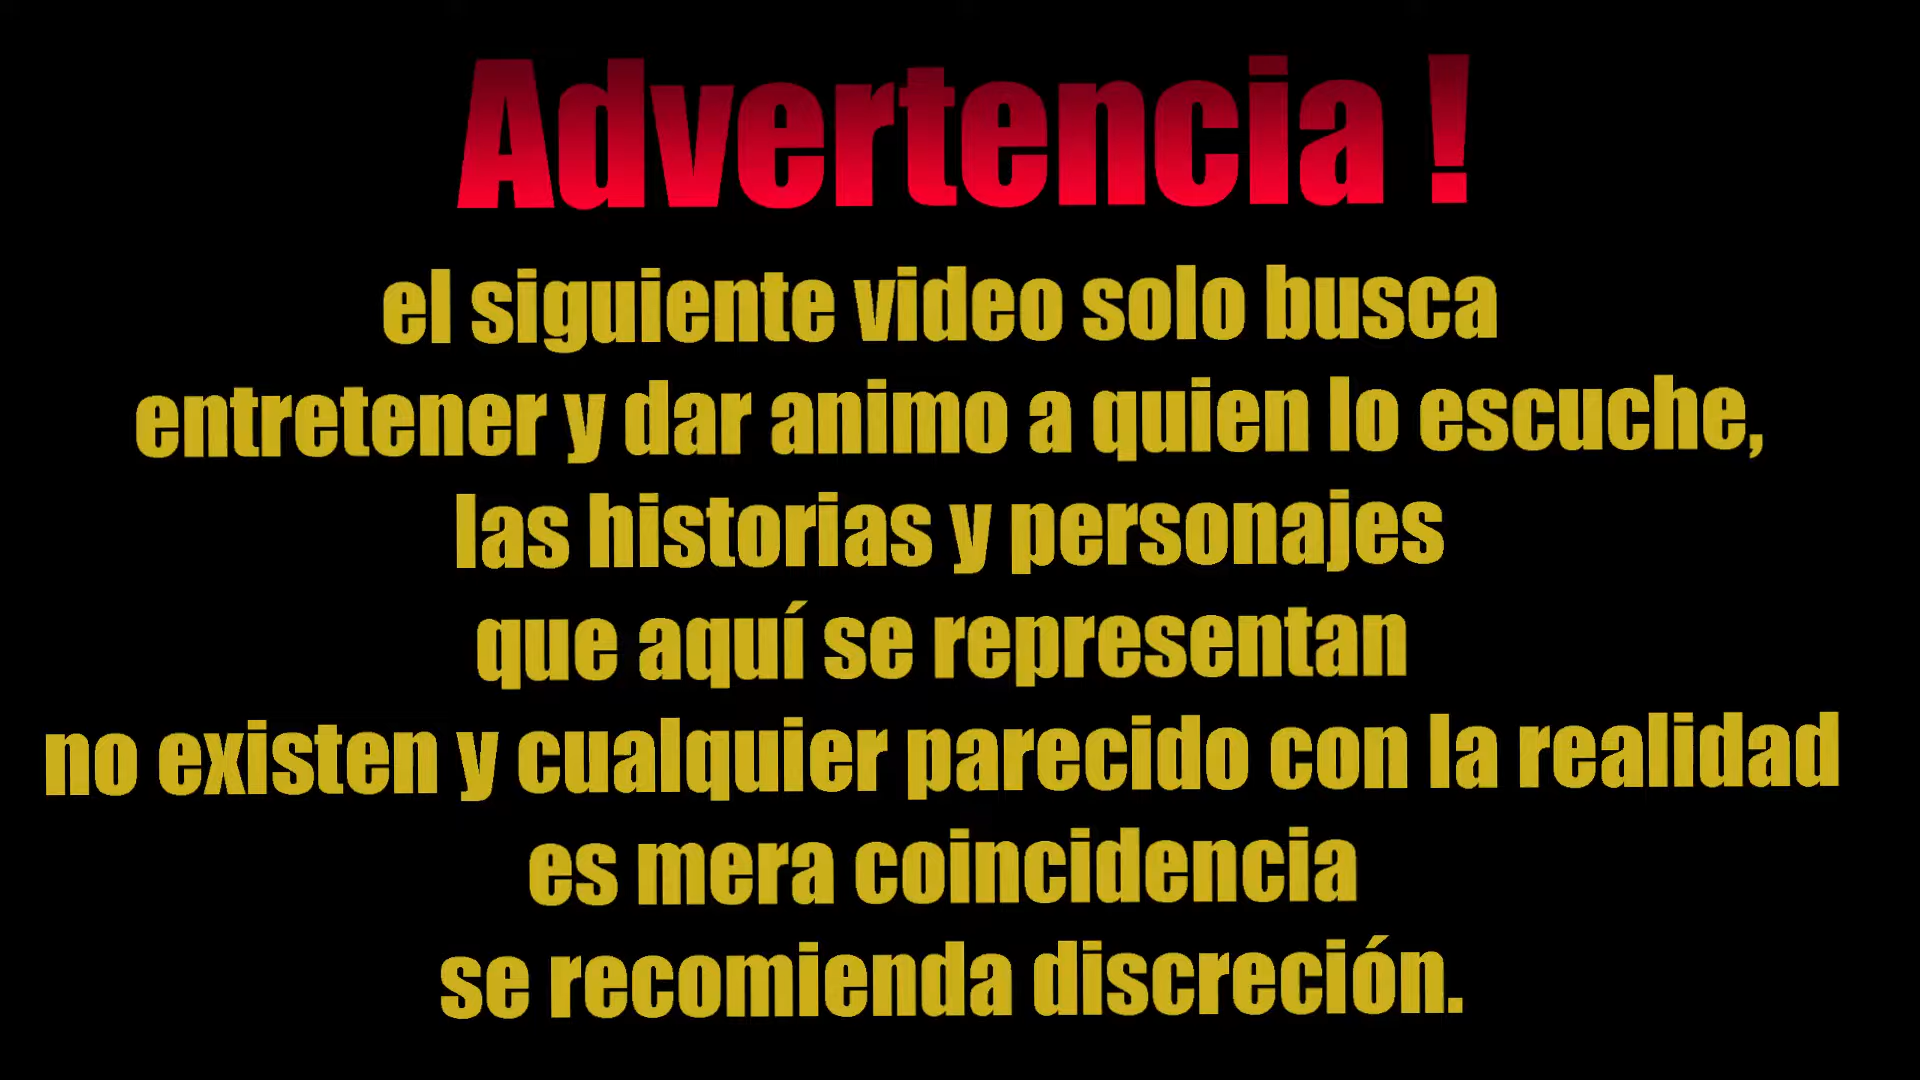 Advertencia !
el siguiente video solo busca
entretener y dar animo a quien lo escuche,
las historias y personajes
que aquí se representan
no existen y cualquier parecido con la realidad
es mera coincidencia
se recomienda discreción.